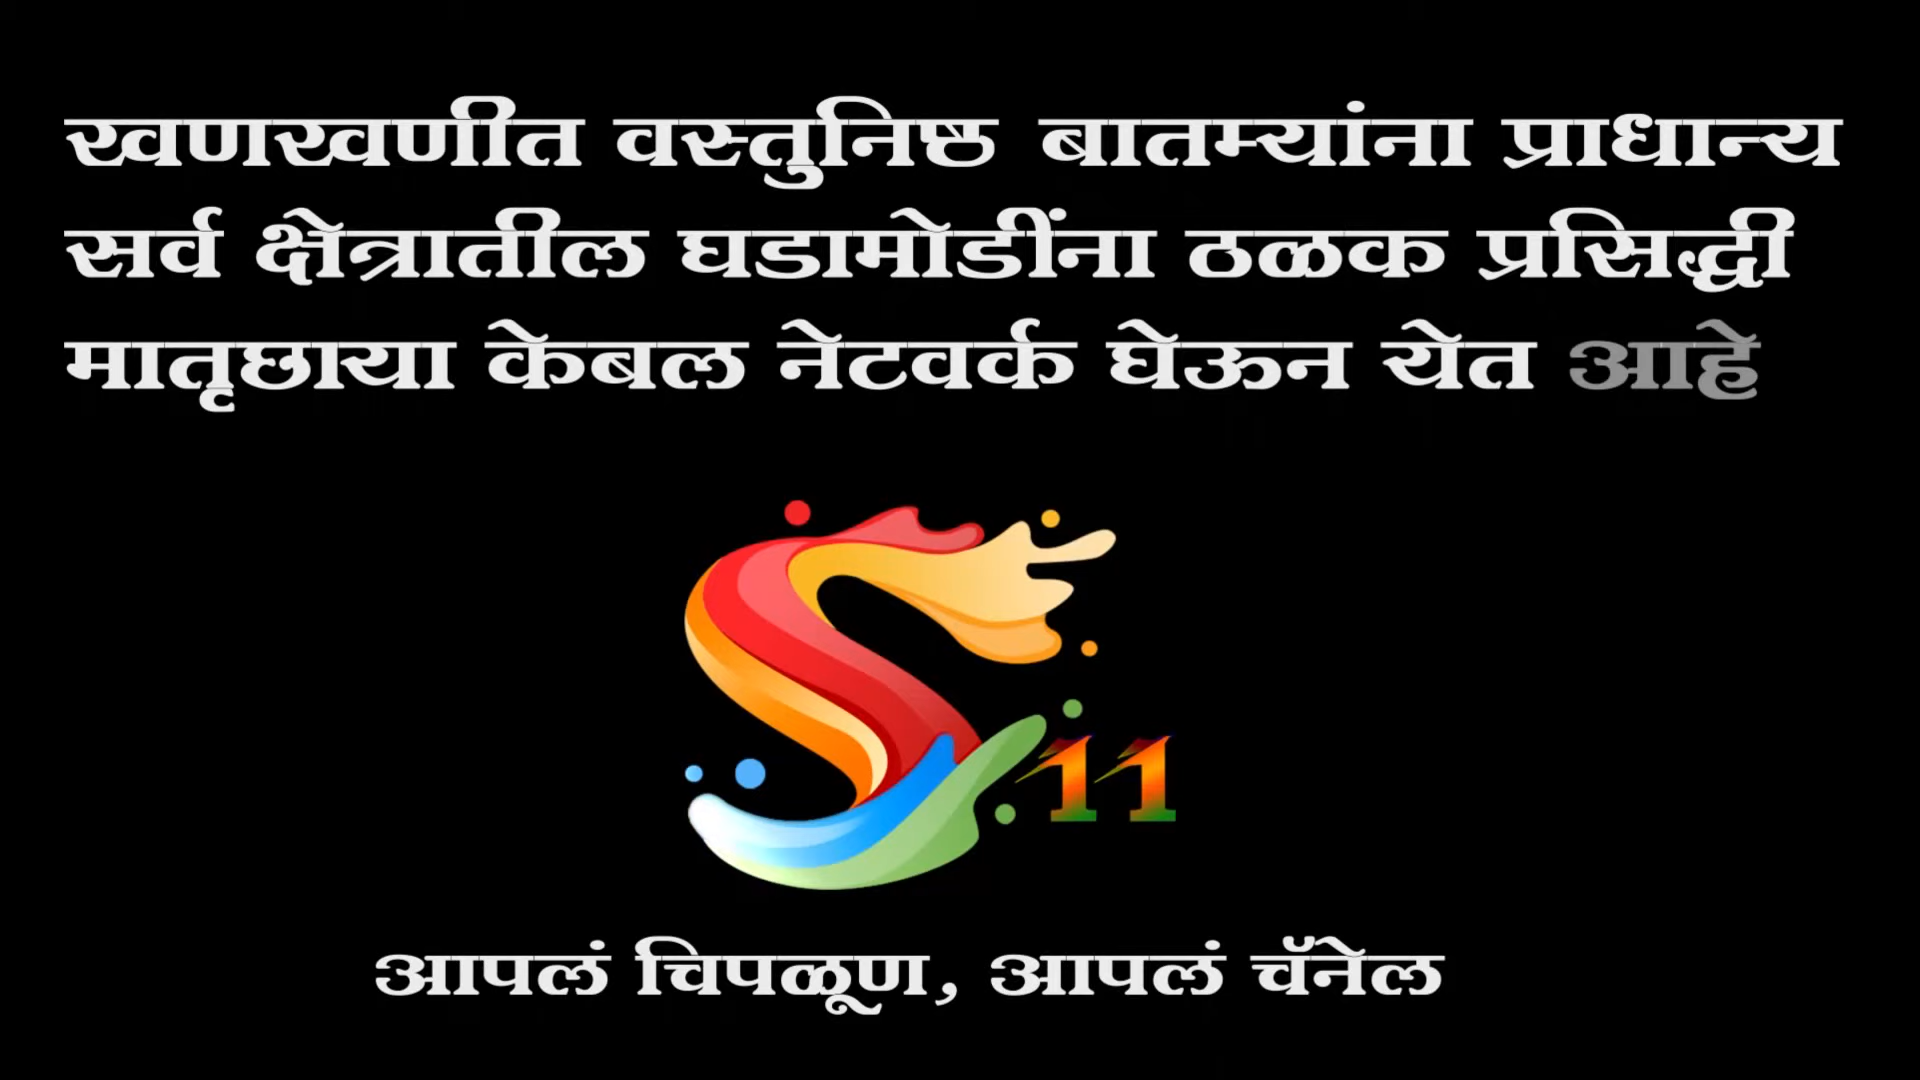 खणखणीत वस्तुनिष्ठ बातम्यांना प्राधान्य
सर्व क्षेत्रातील घडामोडींना ठळक प्रसिद्धी
मातृछाया केबल नेटवर्क घेऊन येत आहे
S 11
आपलं चिपळूण, आपलं चॅनेल